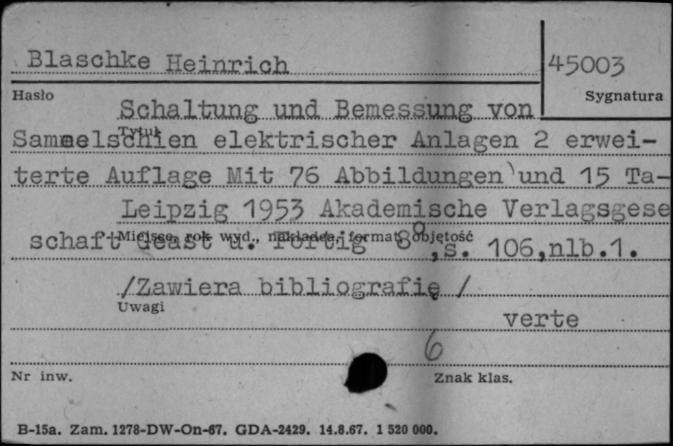 Blaschke Heinrich
45003
Hasło
Sygnatura
Schaltung und Bemessung von
Tytuł
Sammelschien elektrischer Anlagen 2 erwei-
terte Auflage Mit 76 Abbildungen und 15 Ta-
Leipzig 1953 Akademische Verlagsgese
Miejsce, rok wyd., nakładca, format, objętość
schaft Geast u. Portig 8°, s. 106, nlb.1.
/Zawiera bibliografię /
Uwagi
verte
6
Nr inw.
Znak klas.
B-15a. Zam. 1278-DW-On-67. GDA-2429. 14.8.67. 1 520 000.